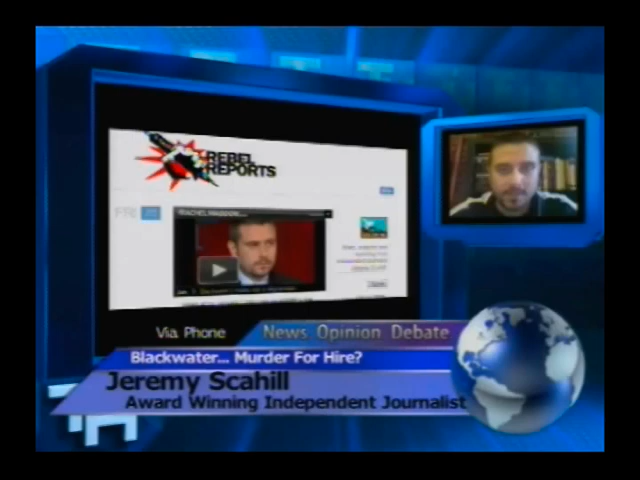 REBEL
REPORTS
FRI
RACHEL MADDOW
Via Phone
News Opinion Debate
Blackwater... Murder For Hire?
Jeremy Scahill
Award Winning Independent Journalist